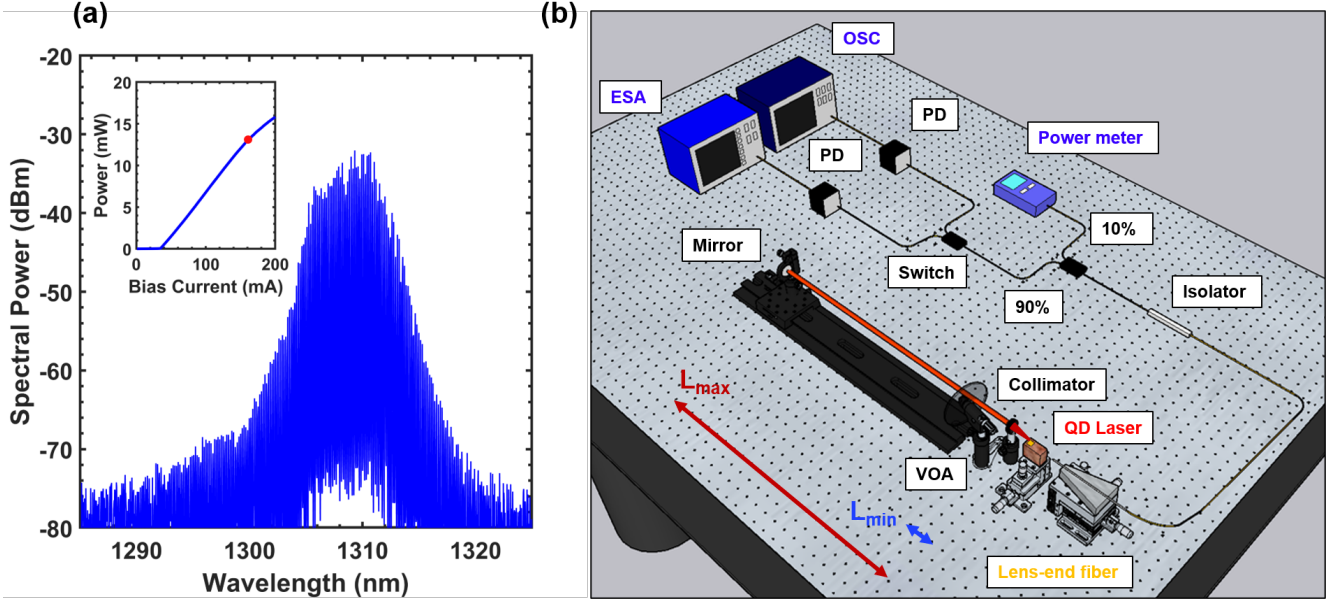 (a)
-20
-30
-40
-50
-60
-70
-80
Spectral Power (dBm)
1290
1300
1310
1320
Wavelength (nm)
20
15
10
5
0
Power (mW)
0
100
200
Bias Current (mA)
(b)
OSC
ESA
PD
PD
Power meter
10%
Mirror
Switch
Isolator
90%
Lmax
Collimator
QD Laser
VOA
Lmin
Lens-end fiber